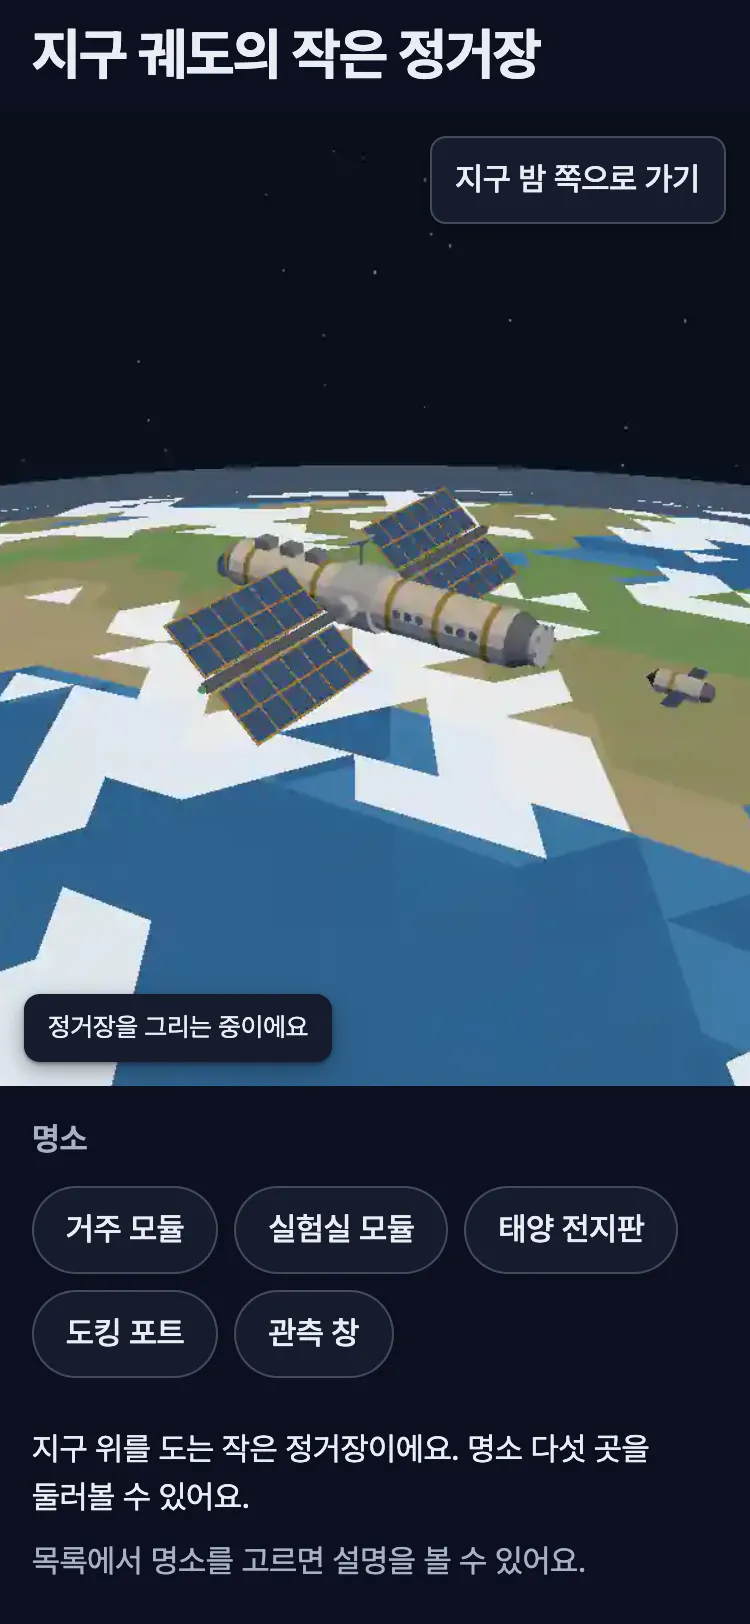 지구 궤도의 작은 정거장
지구 밤 쪽으로 가기
정거장을 그리는 중이에요
명소
거주 모듈
실험실 모듈
태양 전지판
도킹 포트
관측 창
지구 위를 도는 작은 정거장이에요. 명소 다섯 곳을
둘러볼 수 있어요.
목록에서 명소를 고르면 설명을 볼 수 있어요.